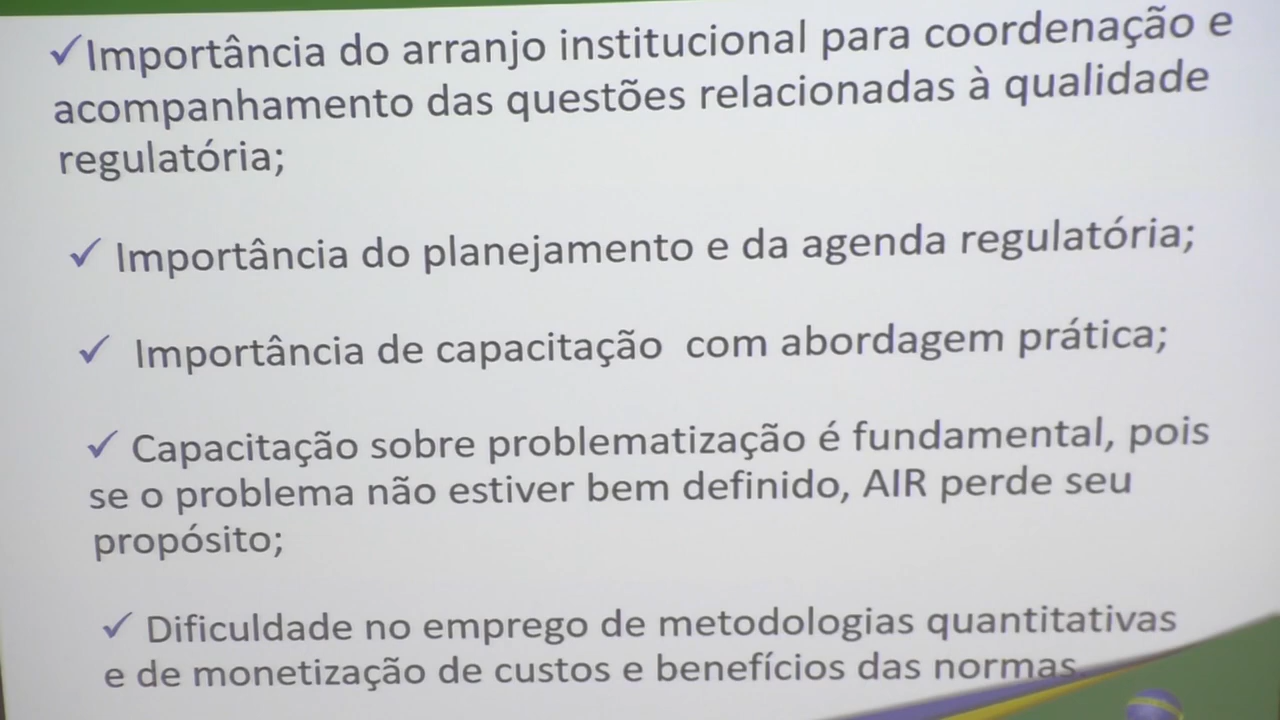 ✓Importância do arranjo institucional para coordenação e
acompanhamento das questões relacionadas à qualidade
regulatória;
✓ Importância do planejamento e da agenda regulatória;
✓ Importância de capacitação com abordagem prática;
✓ Capacitação sobre problematização é fundamental, pois
se o problema não estiver bem definido, AIR perde seu
propósito;
✓ Dificuldade no emprego de metodologias quantitativas
e de monetização de custos e benefícios das normas.